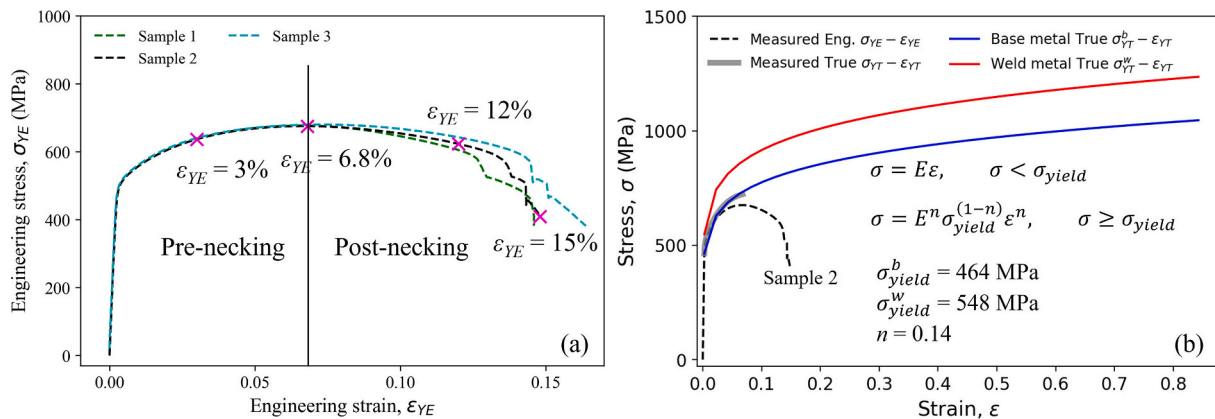 1000
800
600
400
200
0
Engineering stress, σ_YE (MPa)
Sample 1
Sample 2
Sample 3
ε_YE = 3%
ε_YE = 6.8%
ε_YE = 12%
ε_YE = 15%
Pre-necking
Post-necking
(a)
0.00 0.05 0.10 0.15
Engineering strain, ε_YE
1500
1000
500
0
Stress, σ (MPa)
Measured Eng. σ_YE − ε_YE
Measured True σ_YT − ε_YT
Base metal True σ^b_YT − ε_YT
Weld metal True σ^w_YT − ε_YT
σ = Eε, σ < σ_yield
σ = E^n σ_yield^(1−n) ε^n, σ ≥ σ_yield
Sample 2
σ^b_yield = 464 MPa
σ^w_yield = 548 MPa
n = 0.14
(b)
0.0 0.1 0.2 0.3 0.4 0.5 0.6 0.7 0.8
Strain, ε